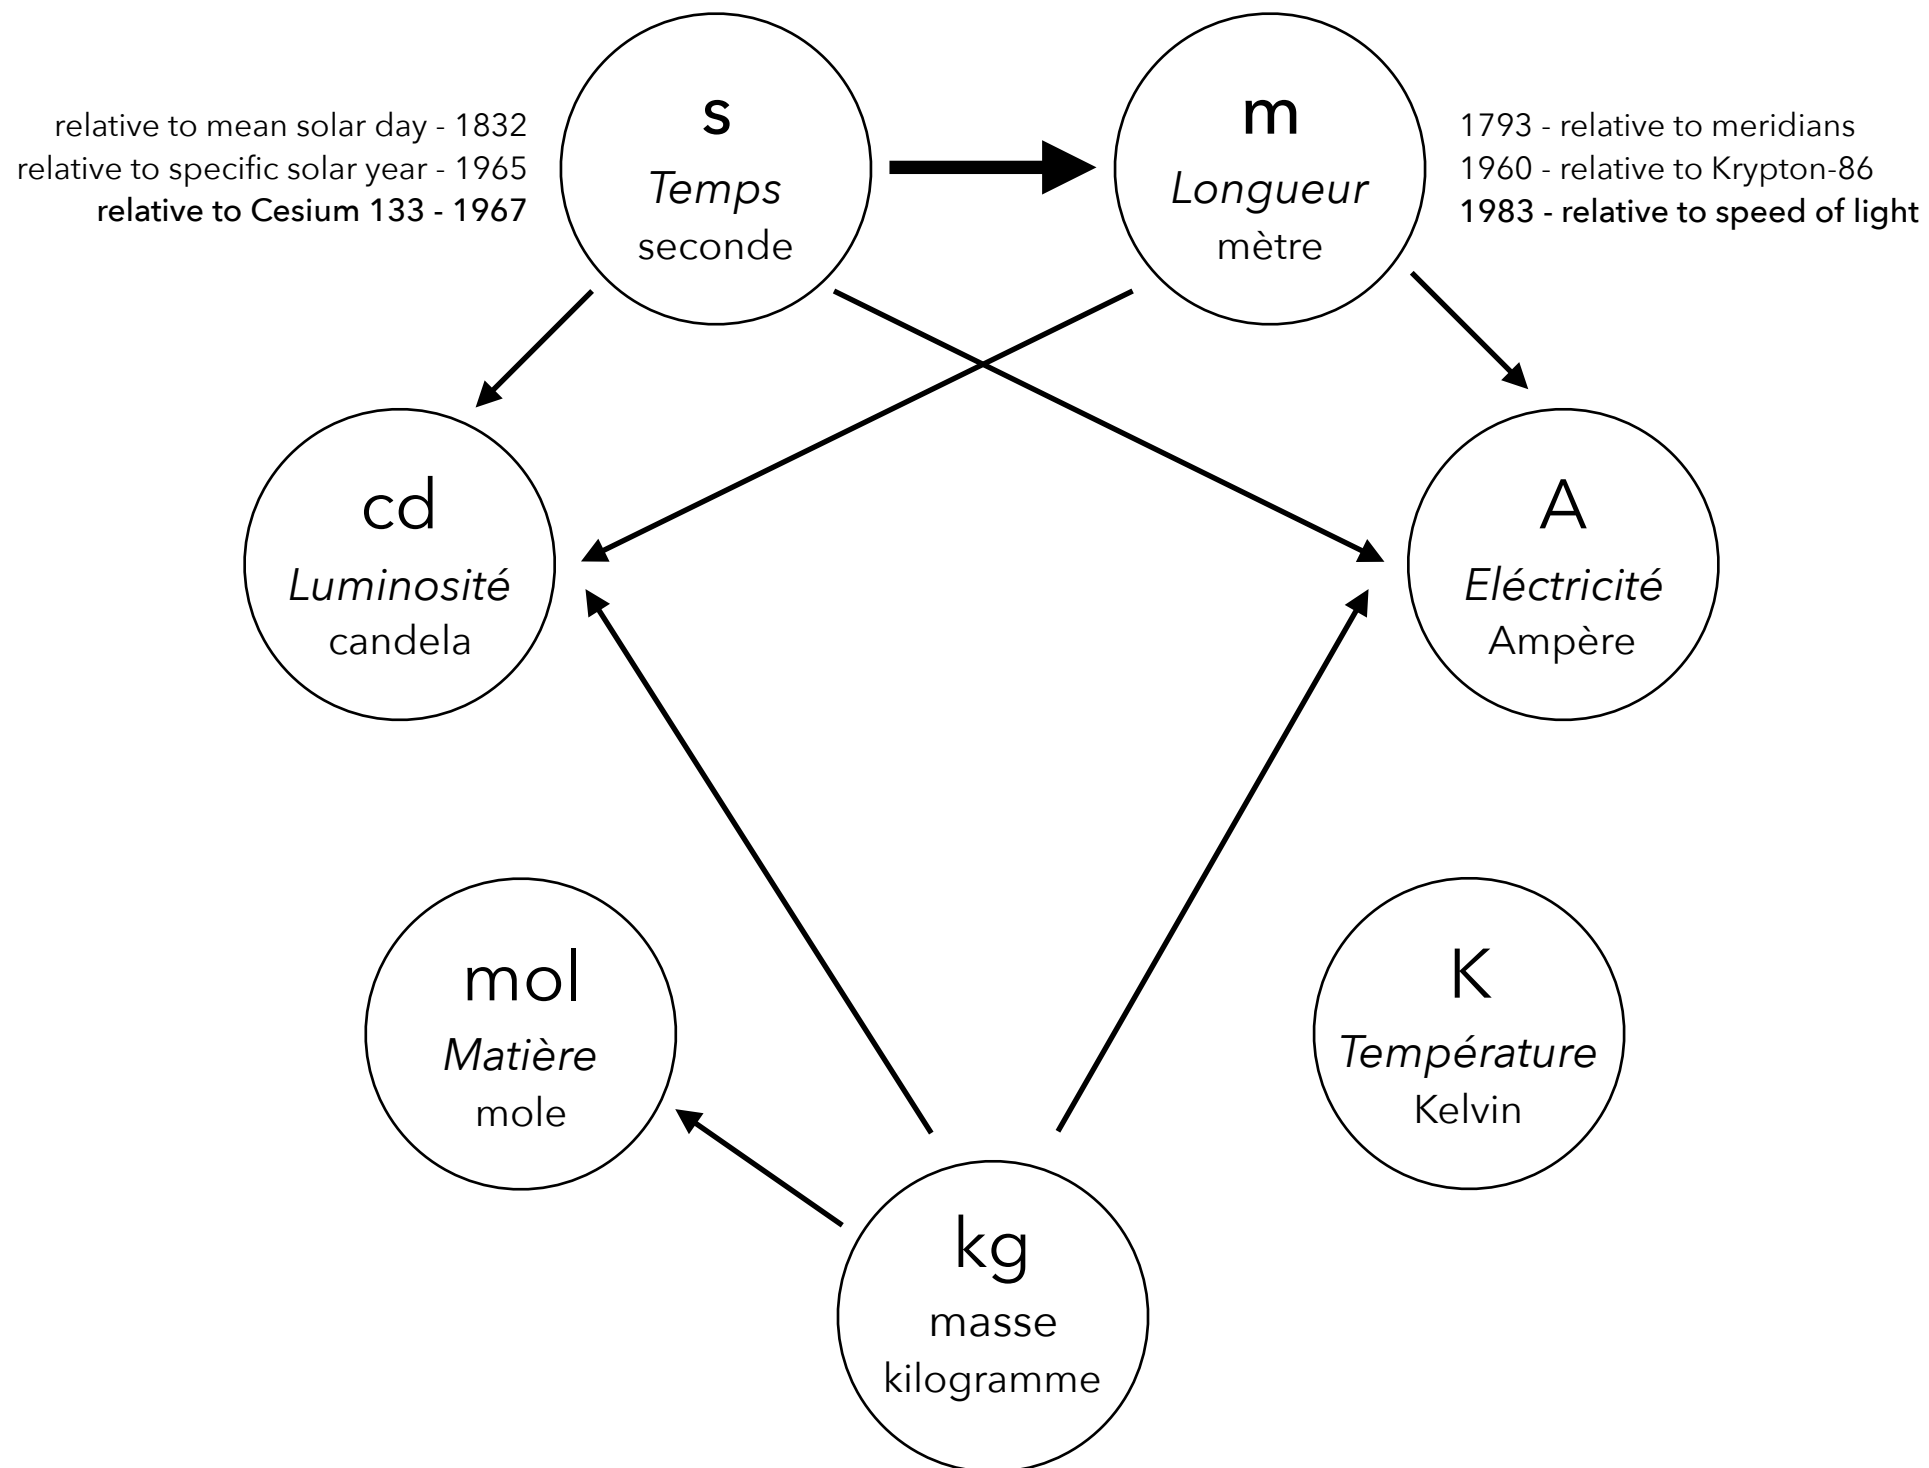 relative to mean solar day - 1832
relative to specific solar year - 1965
relative to Cesium 133 - 1967
s
Temps
seconde
m
Longueur
mètre
1793 - relative to meridians
1960 - relative to Krypton-86
1983 - relative to speed of light
cd
Luminosité
candela
A
Eléctricité
Ampère
mol
Matière
mole
K
Température
Kelvin
kg
masse
kilogramme